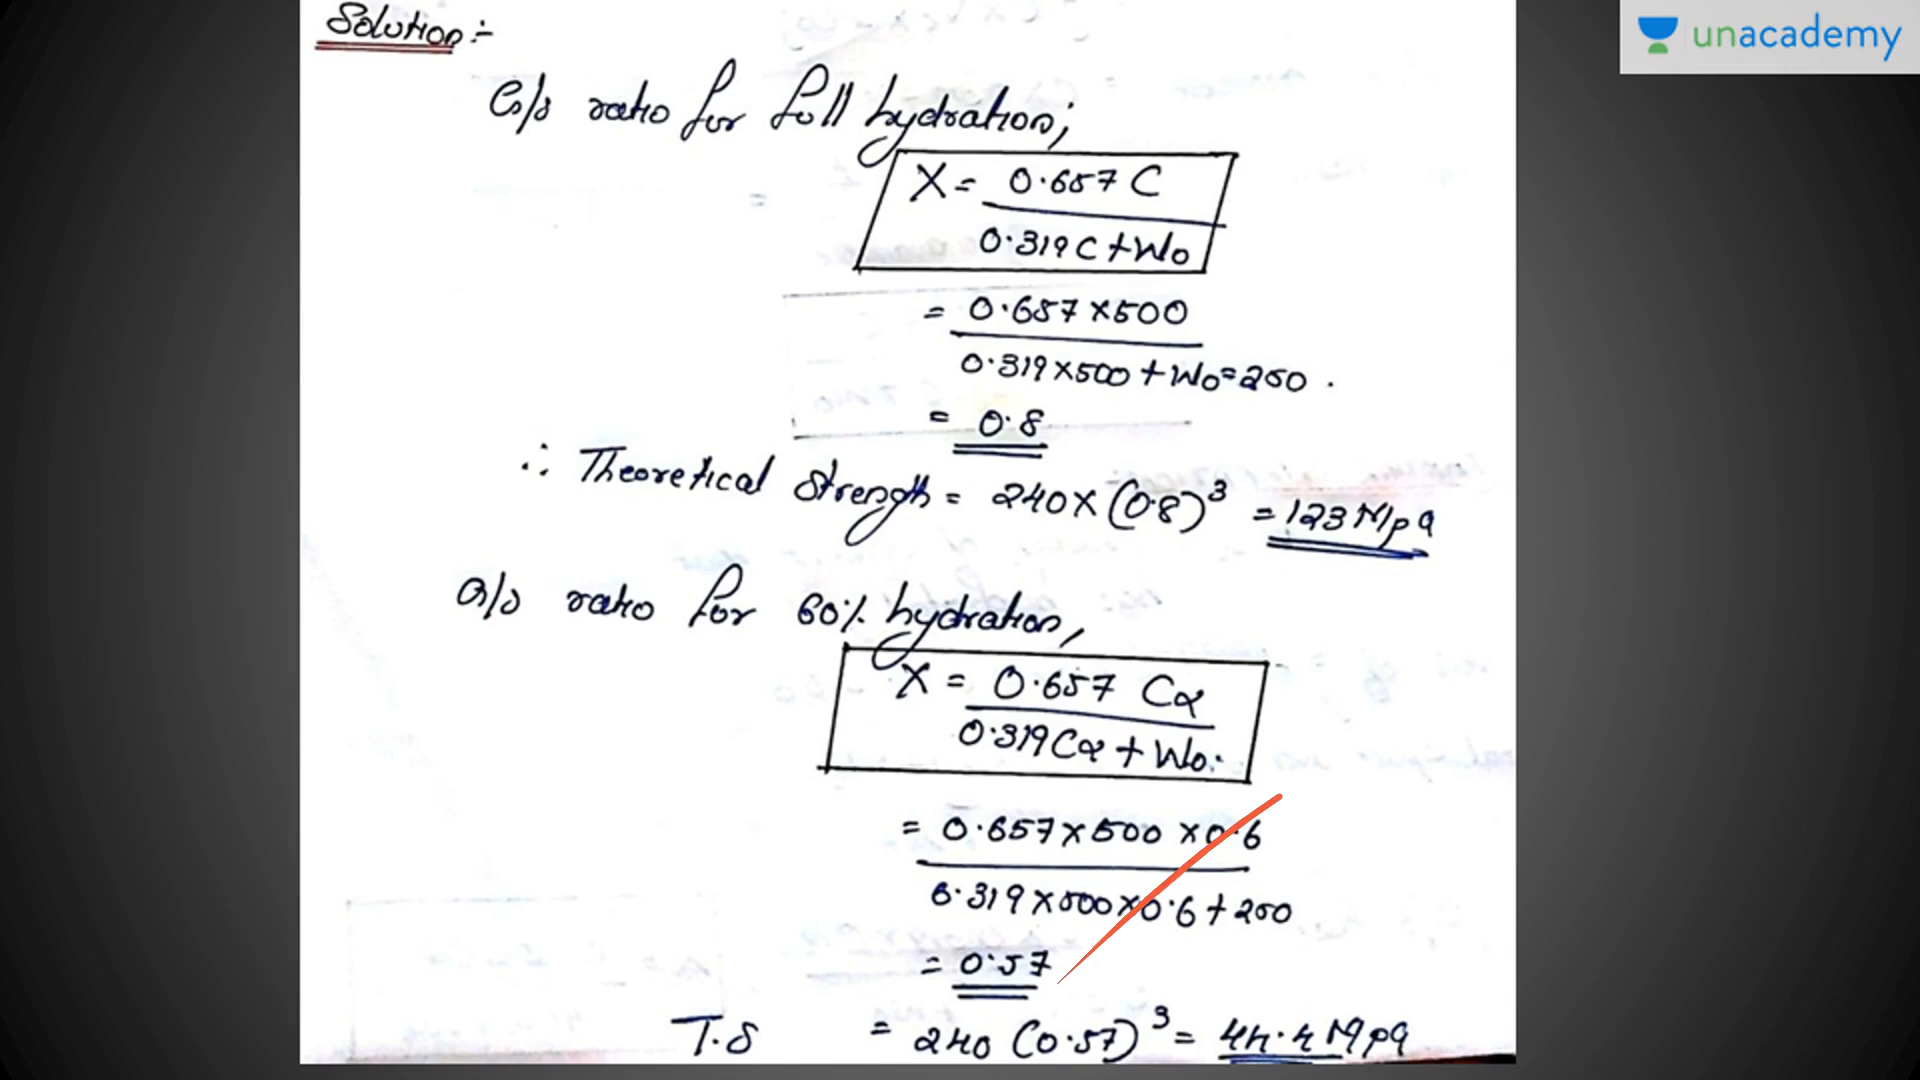 unacademy
Solution:-
G/s ratio for full hydration;
X = 0.657 C
0.319 C + Wo
= 0.657 x 500
0.319 x 500 + Wo = 250 .
= 0.8
∴ Theoretical strength = 240 x (0.8)³ = 123 Mpa
G/s ratio for 60% hydration,
X = 0.657 Cα
0.319 Cα + Wo.
= 0.657 x 500 x 0.6
0.319 x 500 x 0.6 + 250
= 0.57
T.S = 240 (0.57)³ = 44.4 Mpa